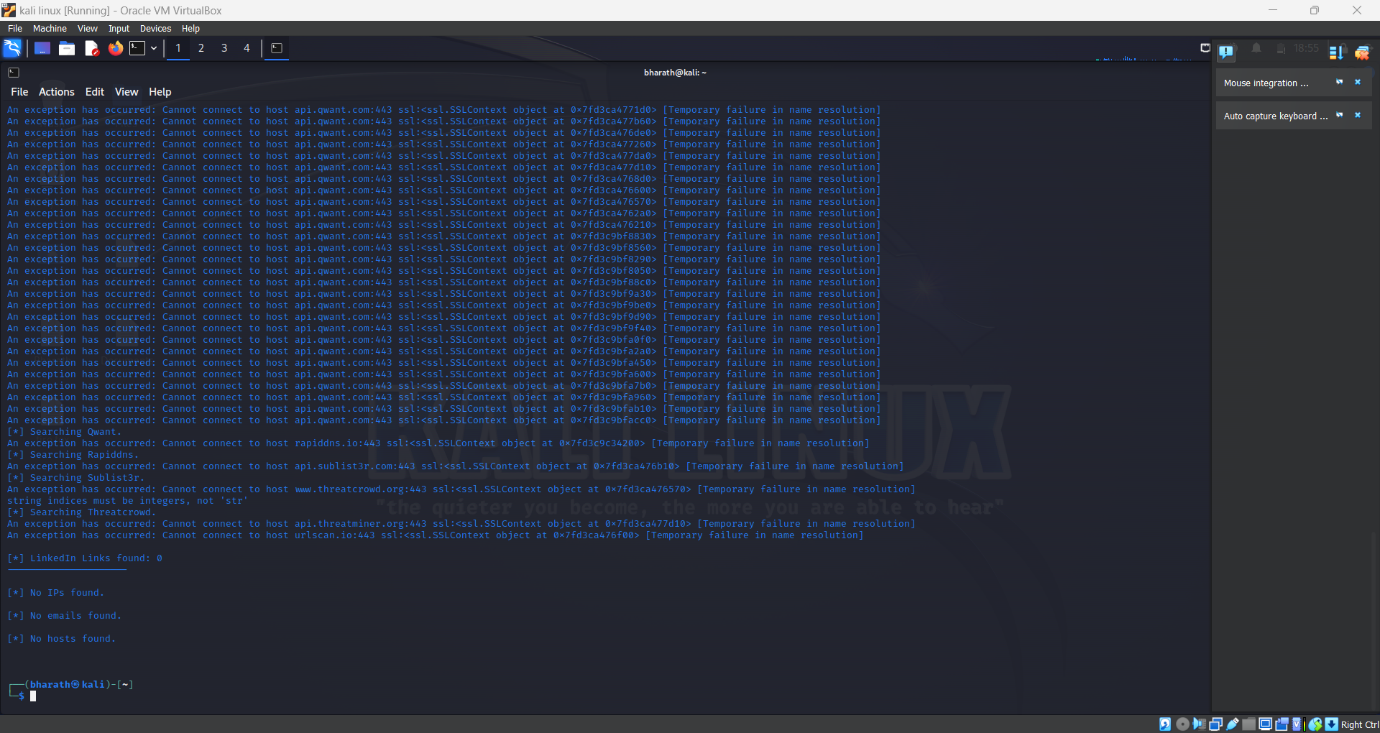 kali linux [Running] - Oracle VM VirtualBox
File Machine View Input Devices Help
1 2 3 4
18:55
bharath@kali: ~
File Actions Edit View Help
Mouse integration ...
Auto capture keyboard ...
An exception has occurred: Cannot connect to host api.qwant.com:443 ssl:<ssl.SSLContext object at 0×7fd3ca4771d0> [Temporary failure in name resolution]
An exception has occurred: Cannot connect to host api.qwant.com:443 ssl:<ssl.SSLContext object at 0×7fd3ca477b60> [Temporary failure in name resolution]
An exception has occurred: Cannot connect to host api.qwant.com:443 ssl:<ssl.SSLContext object at 0×7fd3ca476de0> [Temporary failure in name resolution]
An exception has occurred: Cannot connect to host api.qwant.com:443 ssl:<ssl.SSLContext object at 0×7fd3ca477260> [Temporary failure in name resolution]
An exception has occurred: Cannot connect to host api.qwant.com:443 ssl:<ssl.SSLContext object at 0×7fd3ca477da0> [Temporary failure in name resolution]
An exception has occurred: Cannot connect to host api.qwant.com:443 ssl:<ssl.SSLContext object at 0×7fd3ca477d10> [Temporary failure in name resolution]
An exception has occurred: Cannot connect to host api.qwant.com:443 ssl:<ssl.SSLContext object at 0×7fd3ca4768d0> [Temporary failure in name resolution]
An exception has occurred: Cannot connect to host api.qwant.com:443 ssl:<ssl.SSLContext object at 0×7fd3ca476600> [Temporary failure in name resolution]
An exception has occurred: Cannot connect to host api.qwant.com:443 ssl:<ssl.SSLContext object at 0×7fd3ca476570> [Temporary failure in name resolution]
An exception has occurred: Cannot connect to host api.qwant.com:443 ssl:<ssl.SSLContext object at 0×7fd3ca4762a0> [Temporary failure in name resolution]
An exception has occurred: Cannot connect to host api.qwant.com:443 ssl:<ssl.SSLContext object at 0×7fd3ca476210> [Temporary failure in name resolution]
An exception has occurred: Cannot connect to host api.qwant.com:443 ssl:<ssl.SSLContext object at 0×7fd3c9bf8830> [Temporary failure in name resolution]
An exception has occurred: Cannot connect to host api.qwant.com:443 ssl:<ssl.SSLContext object at 0×7fd3c9bf8560> [Temporary failure in name resolution]
An exception has occurred: Cannot connect to host api.qwant.com:443 ssl:<ssl.SSLContext object at 0×7fd3c9bf8290> [Temporary failure in name resolution]
An exception has occurred: Cannot connect to host api.qwant.com:443 ssl:<ssl.SSLContext object at 0×7fd3c9bf8050> [Temporary failure in name resolution]
An exception has occurred: Cannot connect to host api.qwant.com:443 ssl:<ssl.SSLContext object at 0×7fd3c9bf88c0> [Temporary failure in name resolution]
An exception has occurred: Cannot connect to host api.qwant.com:443 ssl:<ssl.SSLContext object at 0×7fd3c9bf9a30> [Temporary failure in name resolution]
An exception has occurred: Cannot connect to host api.qwant.com:443 ssl:<ssl.SSLContext object at 0×7fd3c9bf9be0> [Temporary failure in name resolution]
An exception has occurred: Cannot connect to host api.qwant.com:443 ssl:<ssl.SSLContext object at 0×7fd3c9bf9d90> [Temporary failure in name resolution]
An exception has occurred: Cannot connect to host api.qwant.com:443 ssl:<ssl.SSLContext object at 0×7fd3c9bf9f40> [Temporary failure in name resolution]
An exception has occurred: Cannot connect to host api.qwant.com:443 ssl:<ssl.SSLContext object at 0×7fd3c9bfa0f0> [Temporary failure in name resolution]
An exception has occurred: Cannot connect to host api.qwant.com:443 ssl:<ssl.SSLContext object at 0×7fd3c9bfa2a0> [Temporary failure in name resolution]
An exception has occurred: Cannot connect to host api.qwant.com:443 ssl:<ssl.SSLContext object at 0×7fd3c9bfa450> [Temporary failure in name resolution]
An exception has occurred: Cannot connect to host api.qwant.com:443 ssl:<ssl.SSLContext object at 0×7fd3c9bfa600> [Temporary failure in name resolution]
An exception has occurred: Cannot connect to host api.qwant.com:443 ssl:<ssl.SSLContext object at 0×7fd3c9bfa7b0> [Temporary failure in name resolution]
An exception has occurred: Cannot connect to host api.qwant.com:443 ssl:<ssl.SSLContext object at 0×7fd3c9bfa960> [Temporary failure in name resolution]
An exception has occurred: Cannot connect to host api.qwant.com:443 ssl:<ssl.SSLContext object at 0×7fd3c9bfab10> [Temporary failure in name resolution]
An exception has occurred: Cannot connect to host api.qwant.com:443 ssl:<ssl.SSLContext object at 0×7fd3c9bfacc0> [Temporary failure in name resolution]
[*] Searching Qwant.
An exception has occurred: Cannot connect to host rapiddns.io:443 ssl:<ssl.SSLContext object at 0×7fd3c9c34200> [Temporary failure in name resolution]
[*] Searching Rapiddns.
An exception has occurred: Cannot connect to host api.sublist3r.com:443 ssl:<ssl.SSLContext object at 0×7fd3ca476b10> [Temporary failure in name resolution]
[*] Searching Sublist3r.
An exception has occurred: Cannot connect to host www.threatcrowd.org:443 ssl:<ssl.SSLContext object at 0×7fd3ca476570> [Temporary failure in name resolution]
string indices must be integers, not 'str'
[*] Searching Threatcrowd.
An exception has occurred: Cannot connect to host api.threatminer.org:443 ssl:<ssl.SSLContext object at 0×7fd3ca477d10> [Temporary failure in name resolution]
An exception has occurred: Cannot connect to host urlscan.io:443 ssl:<ssl.SSLContext object at 0×7fd3ca476f00> [Temporary failure in name resolution]
KALI LINUX
"the quieter you become, the more you are able to hear"
[*] LinkedIn Links found: 0
[*] No IPs found.
[*] No emails found.
[*] No hosts found.
┌──(bharath㉿kali)-[~]
└─$
Right Ctrl